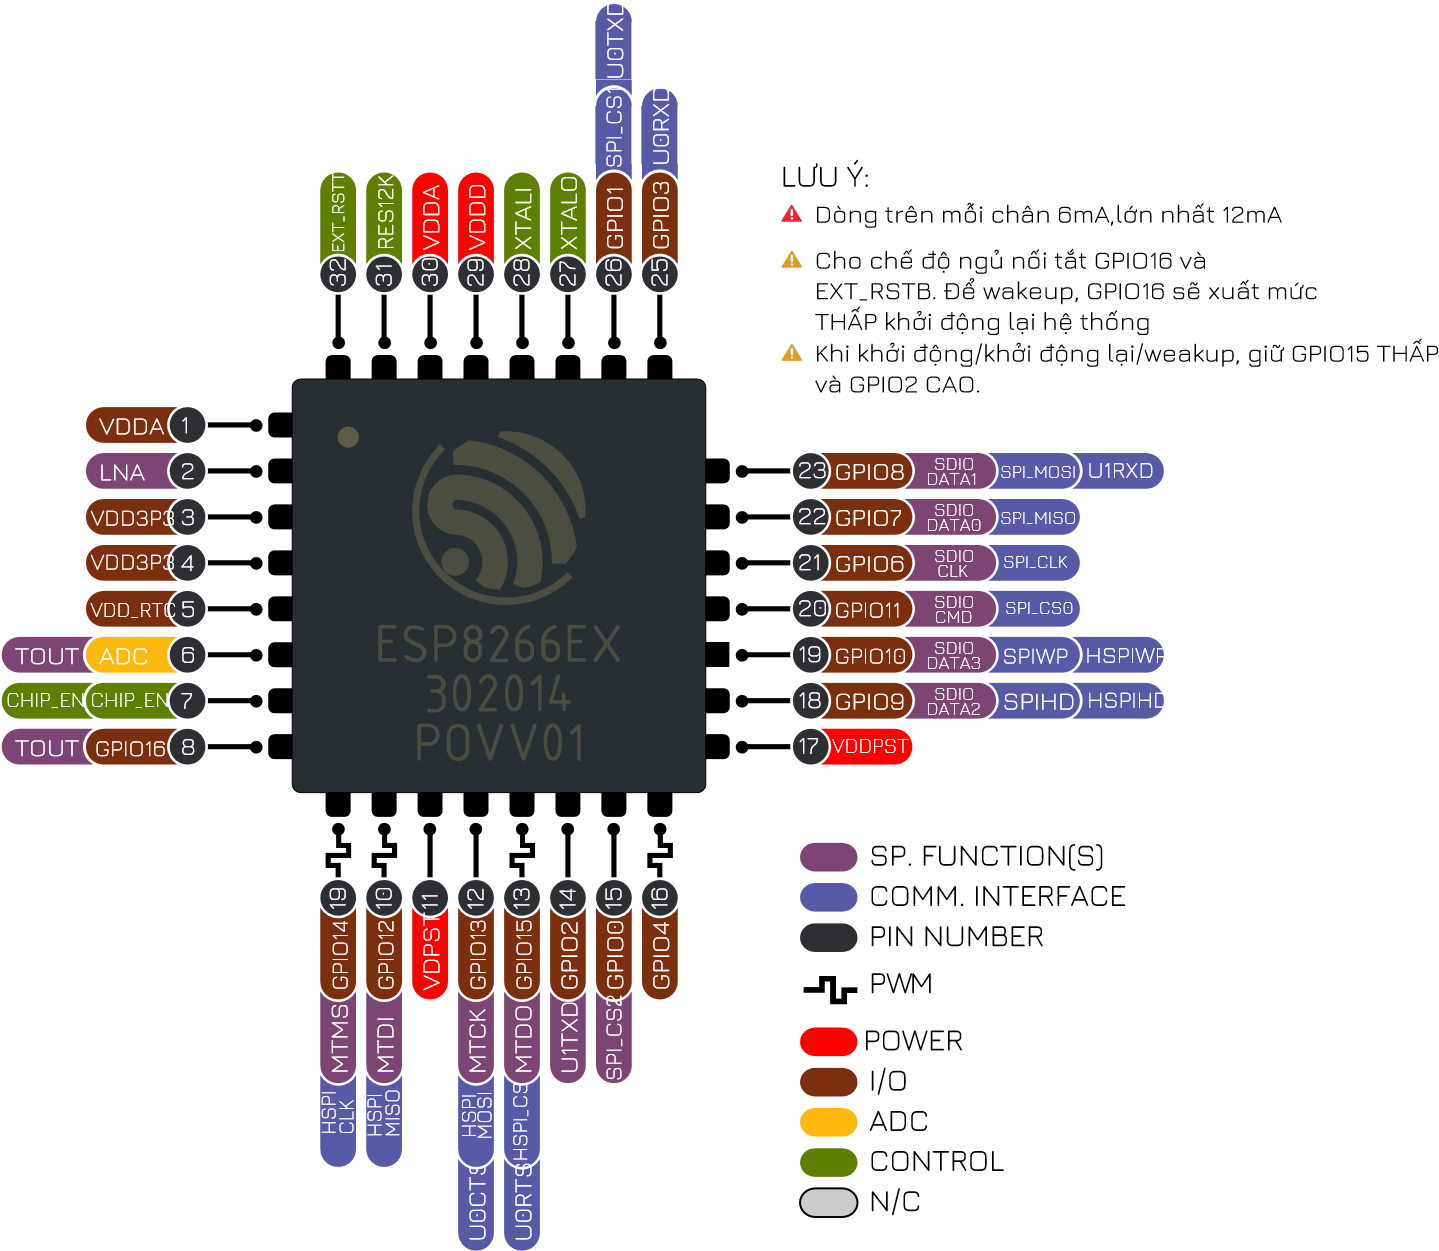 U0TXD
SPI_CS1
U0RXD
EXT_RSTT
RES12K
VDDA
VDDD
XTALI
XTALO
GPIO1
GPIO3
32
31
30
29
28
27
26
25
LƯU Ý:
Dòng trên mỗi chân 6mA,lớn nhất 12mA
Cho chế độ ngủ nối tắt GPIO16 và
EXT_RSTB. Để wakeup, GPIO16 sẽ xuất mức
THẤP khởi động lại hệ thống
Khi khởi động/khởi động lại/weakup, giữ GPIO15 THẤP
và GPIO2 CAO.
VDDA 1
LNA 2
VDD3P3 3
VDD3P3 4
VDD_RTC 5
TOUT ADC 6
CHIP_EN CHIP_EN 7
TOUT GPIO16 8
ESP8266EX
302014
POVV01
23 GPIO8 SDIO DATA1 SPI_MOSI U1RXD
22 GPIO7 SDIO DATA0 SPI_MISO
21 GPIO6 SDIO CLK SPI_CLK
20 GPIO11 SDIO CMD SPI_CS0
19 GPIO10 SDIO DATA3 SPIWP HSPIWP
18 GPIO9 SDIO DATA2 SPIHD HSPIHD
17 VDDPST
19 GPIO14 MTMS HSPI CLK
10 GPIO12 MTDI HSPI MISO
11 VDPST
12 GPIO13 MTCK HSPI MOSI U0CTS
13 GPIO15 MTDO HSPI_CS U0RTS
14 GPIO2 U1TXD
15 GPIO0 SPI_CS2
16 GPIO4
SP. FUNCTION(S)
COMM. INTERFACE
PIN NUMBER
PWM
POWER
I/O
ADC
CONTROL
N/C